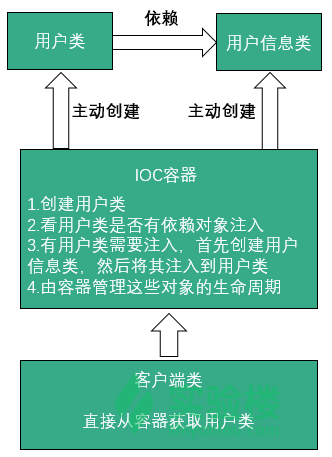 用户类
依赖
用户信息类
主动创建
主动创建
IOC容器
1.创建用户类
2.看用户类是否有依赖对象注入
3.有用户类需要注入，首先创建用户
信息类，然后将其注入到用户类
4.由容器管理这些对象的生命周期
客户端类
直接从容器获取用户类
实验楼